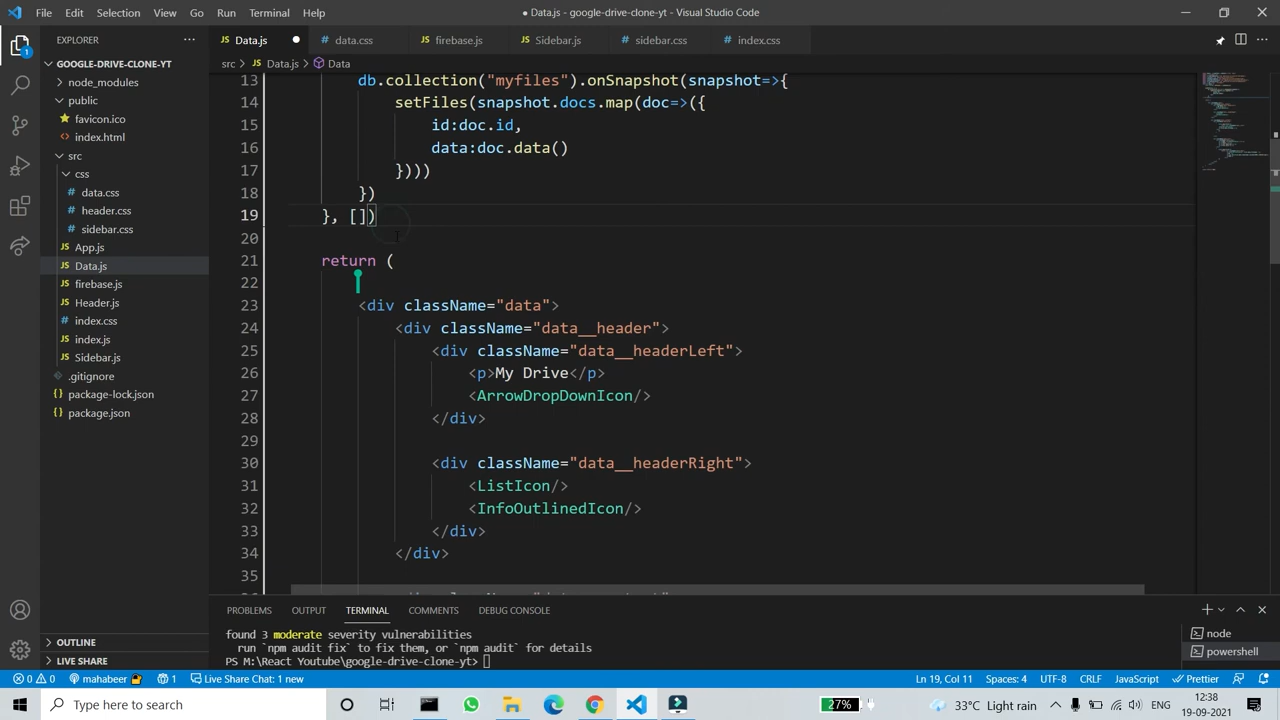 File Edit Selection View Go Run Terminal Help
● Data.js - google-drive-clone-yt - Visual Studio Code
EXPLORER
Data.js
data.css
firebase.js
Sidebar.js
sidebar.css
index.css
src > Data.js > Data
GOOGLE-DRIVE-CLONE-YT
node_modules
public
favicon.ico
index.html
src
css
data.css
header.css
sidebar.css
App.js
Data.js
firebase.js
Header.js
index.css
index.js
Sidebar.js
.gitignore
package-lock.json
package.json
OUTLINE
LIVE SHARE
1
13 db.collection("myfiles").onSnapshot(snapshot=>{
14 setFiles(snapshot.docs.map(doc=>({
15 id:doc.id,
16 data:doc.data()
17 })))
18 })
19 }, [])
20
21 return (
22
23 <div className="data">
24 <div className="data__header">
25 <div className="data__headerLeft">
26 <p>My Drive</p>
27 <ArrowDropDownIcon/>
28 </div>
29
30 <div className="data__headerRight">
31 <ListIcon/>
32 <InfoOutlinedIcon/>
33 </div>
34 </div>
35
PROBLEMS OUTPUT TERMINAL COMMENTS DEBUG CONSOLE
found 3 moderate severity vulnerabilities
run `npm audit fix` to fix them, or `npm audit` for details
PS M:\React Youtube\google-drive-clone-yt>
node
powershell
0 0 mahabeer 1 Live Share Chat: 1 new Ln 19, Col 11 Spaces: 4 UTF-8 CRLF JavaScript Prettier
Type here to search
27%
33°C Light rain
ENG
12:38
19-09-2021